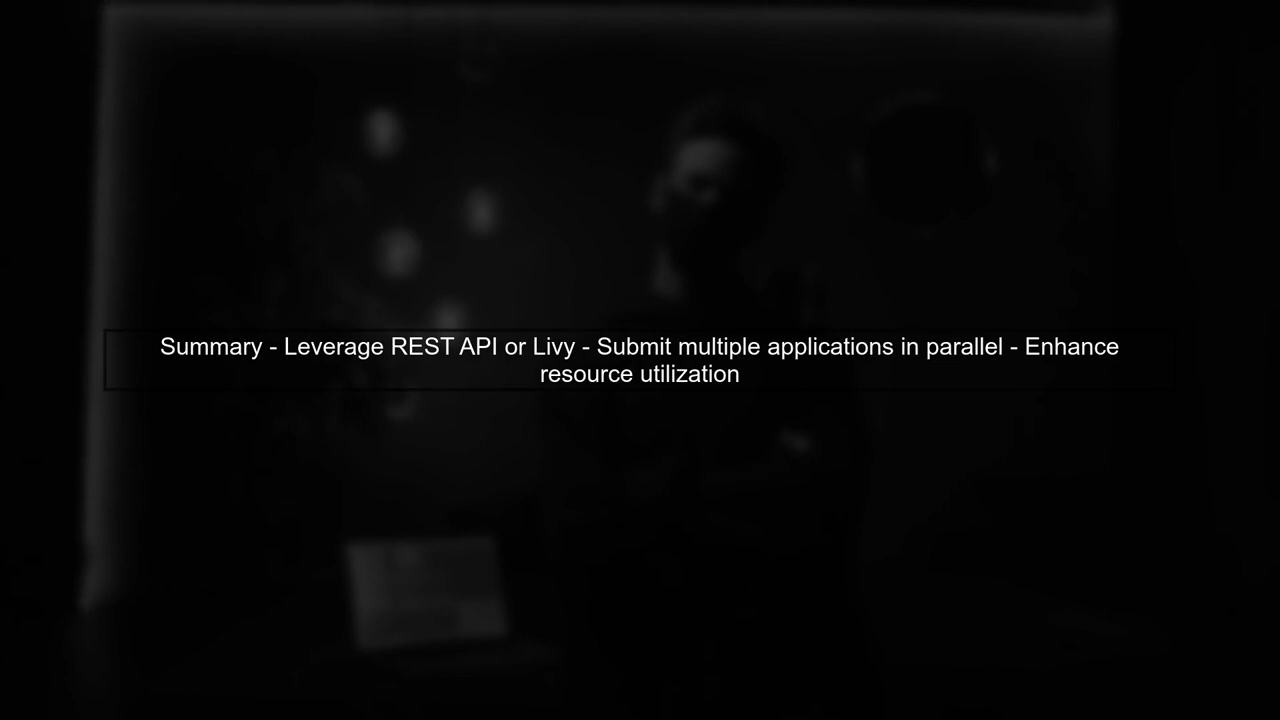 Summary - Leverage REST API or Livy - Submit multiple applications in parallel - Enhance
resource utilization